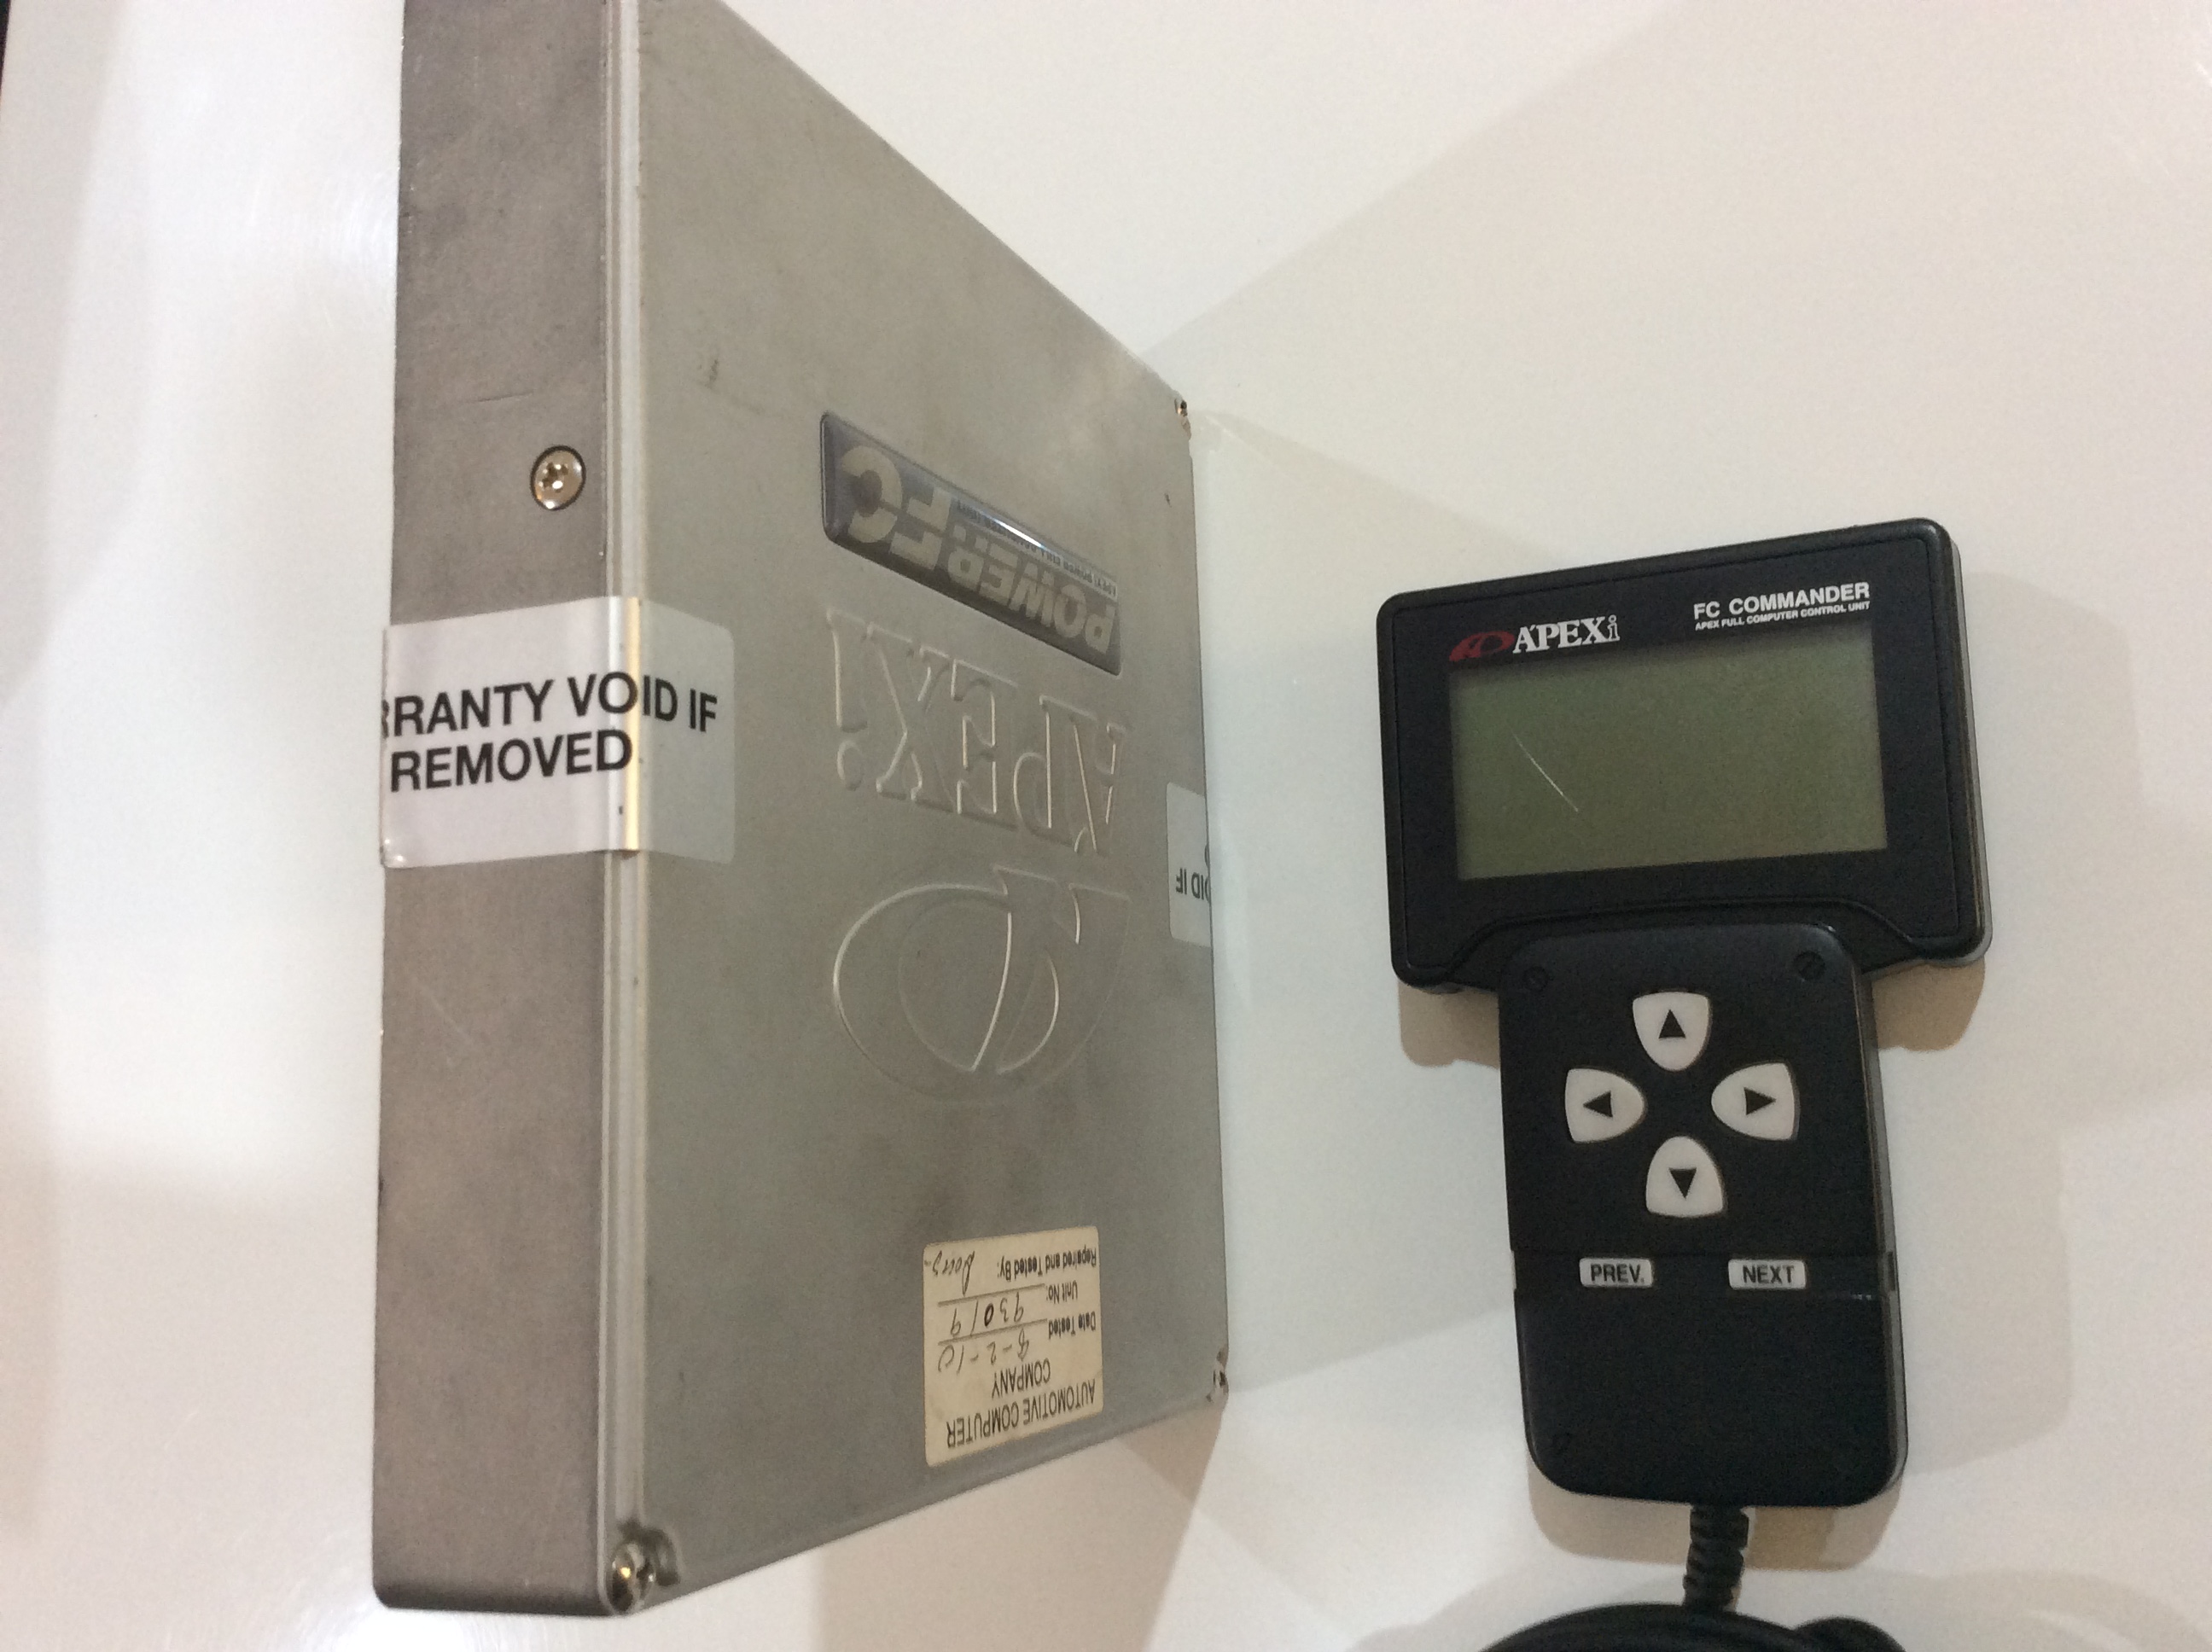 RRANTY VOID IF
REMOVED
POWER FC
APEXi
OID IF
AUTOMOTIVE COMPUTER
COMPANY
Date Tested 8-2-10
Unit No: 93019
Repaired and Tested By:
APEXi
FC COMMANDER
APEX FULL COMPUTER CONTROL UNIT
PREV.
NEXT